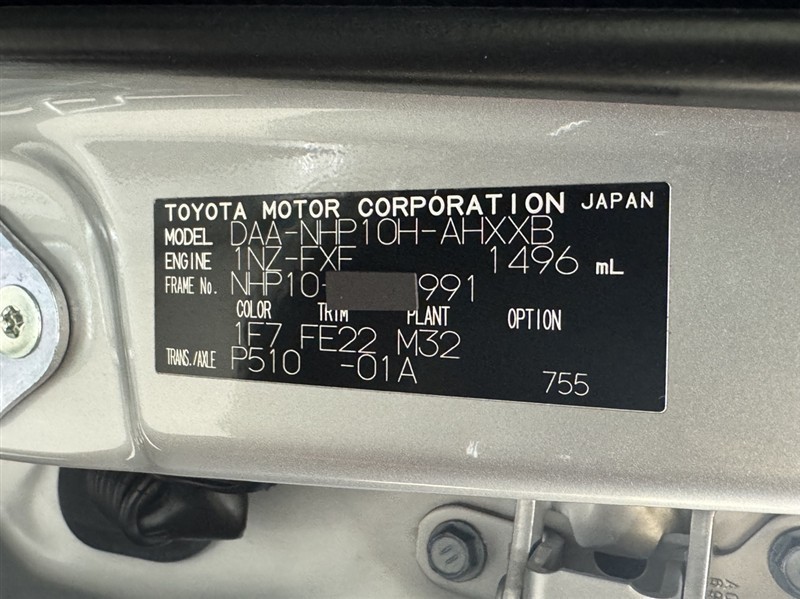 TOYOTA MOTOR CORPORATION JAPAN
MODEL DAA-NHP10H-AHXXB
ENGINE 1NZ-FXF 1496 mL
FRAME No. NHP10- 991
COLOR TRIM PLANT OPTION
1F7 FE22 M32
TRANS./AXLE P510 -01A
755